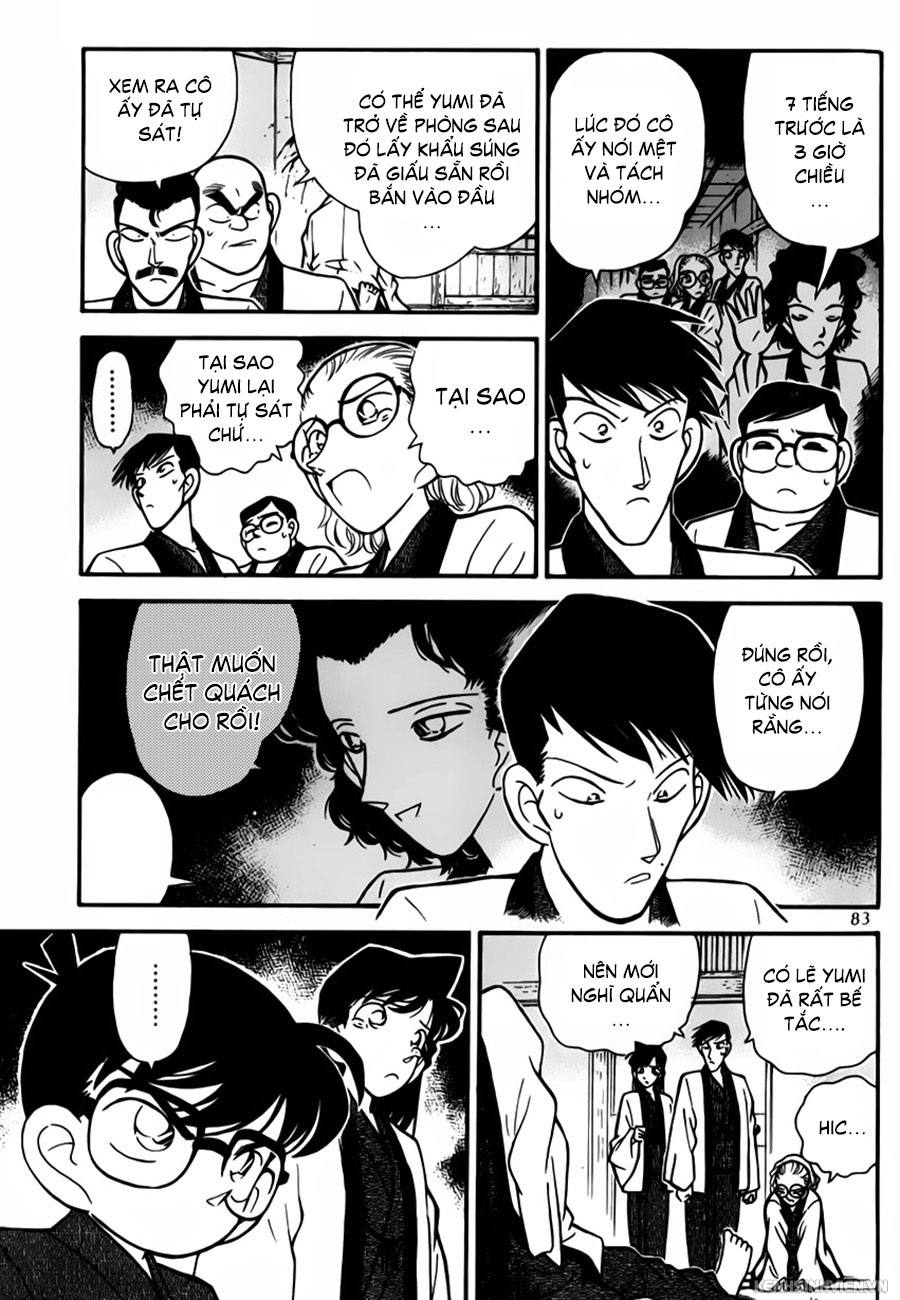 7 TIẾNG
TRƯỚC LÀ
3 GIỜ
CHIỀU
...
LÚC ĐÓ CÔ
ẤY NÓI MỆT
VÀ TÁCH
NHÓM...
CÓ THỂ YUMI ĐÃ
TRỞ VỀ PHÒNG SAU
ĐÓ LẤY KHẨU SÚNG
ĐÃ GIẤU SẴN RỒI
BẮN VÀO ĐẦU
...
XEM RA CÔ
ẤY ĐÃ TỰ
SÁT!
TẠI SAO
...
TẠI SAO
YUMI LẠI
PHẢI TỰ SÁT
CHỨ...
......
ĐÚNG RỒI,
CÔ ẤY
TỪNG NÓI
RẰNG...
THẬT MUỐN
CHẾT QUÁCH
CHO RỒI!
83
CÓ LẼ YUMI
ĐÃ RẤT BẾ
TẮC....
NÊN MỚI
NGHĨ QUẨN
...
HIC...
......